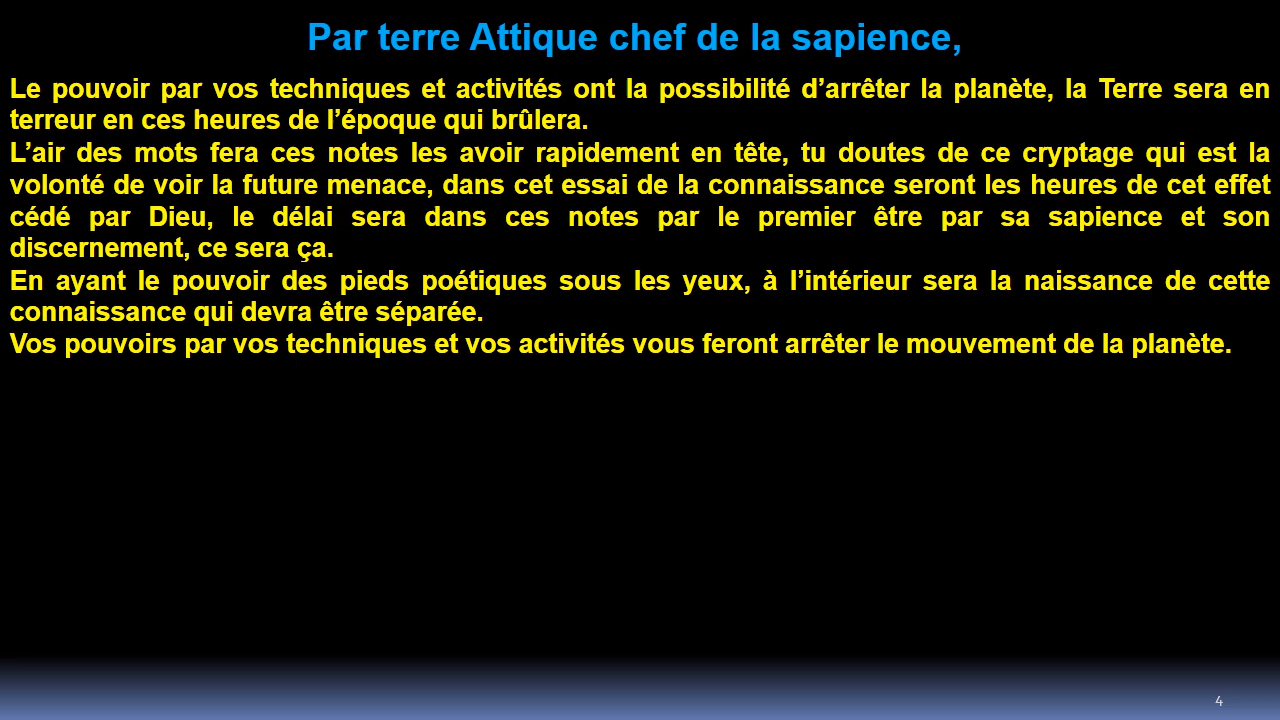 Par terre Attique chef de la sapience,
Le pouvoir par vos techniques et activités ont la possibilité d’arrêter la planète, la Terre sera en
terreur en ces heures de l’époque qui brûlera.
L’air des mots fera ces notes les avoir rapidement en tête, tu doutes de ce cryptage qui est la
volonté de voir la future menace, dans cet essai de la connaissance seront les heures de cet effet
cédé par Dieu, le délai sera dans ces notes par le premier être par sa sapience et son
discernement, ce sera ça.
En ayant le pouvoir des pieds poétiques sous les yeux, à l’intérieur sera la naissance de cette
connaissance qui devra être séparée.
Vos pouvoirs par vos techniques et vos activités vous feront arrêter le mouvement de la planète.
4